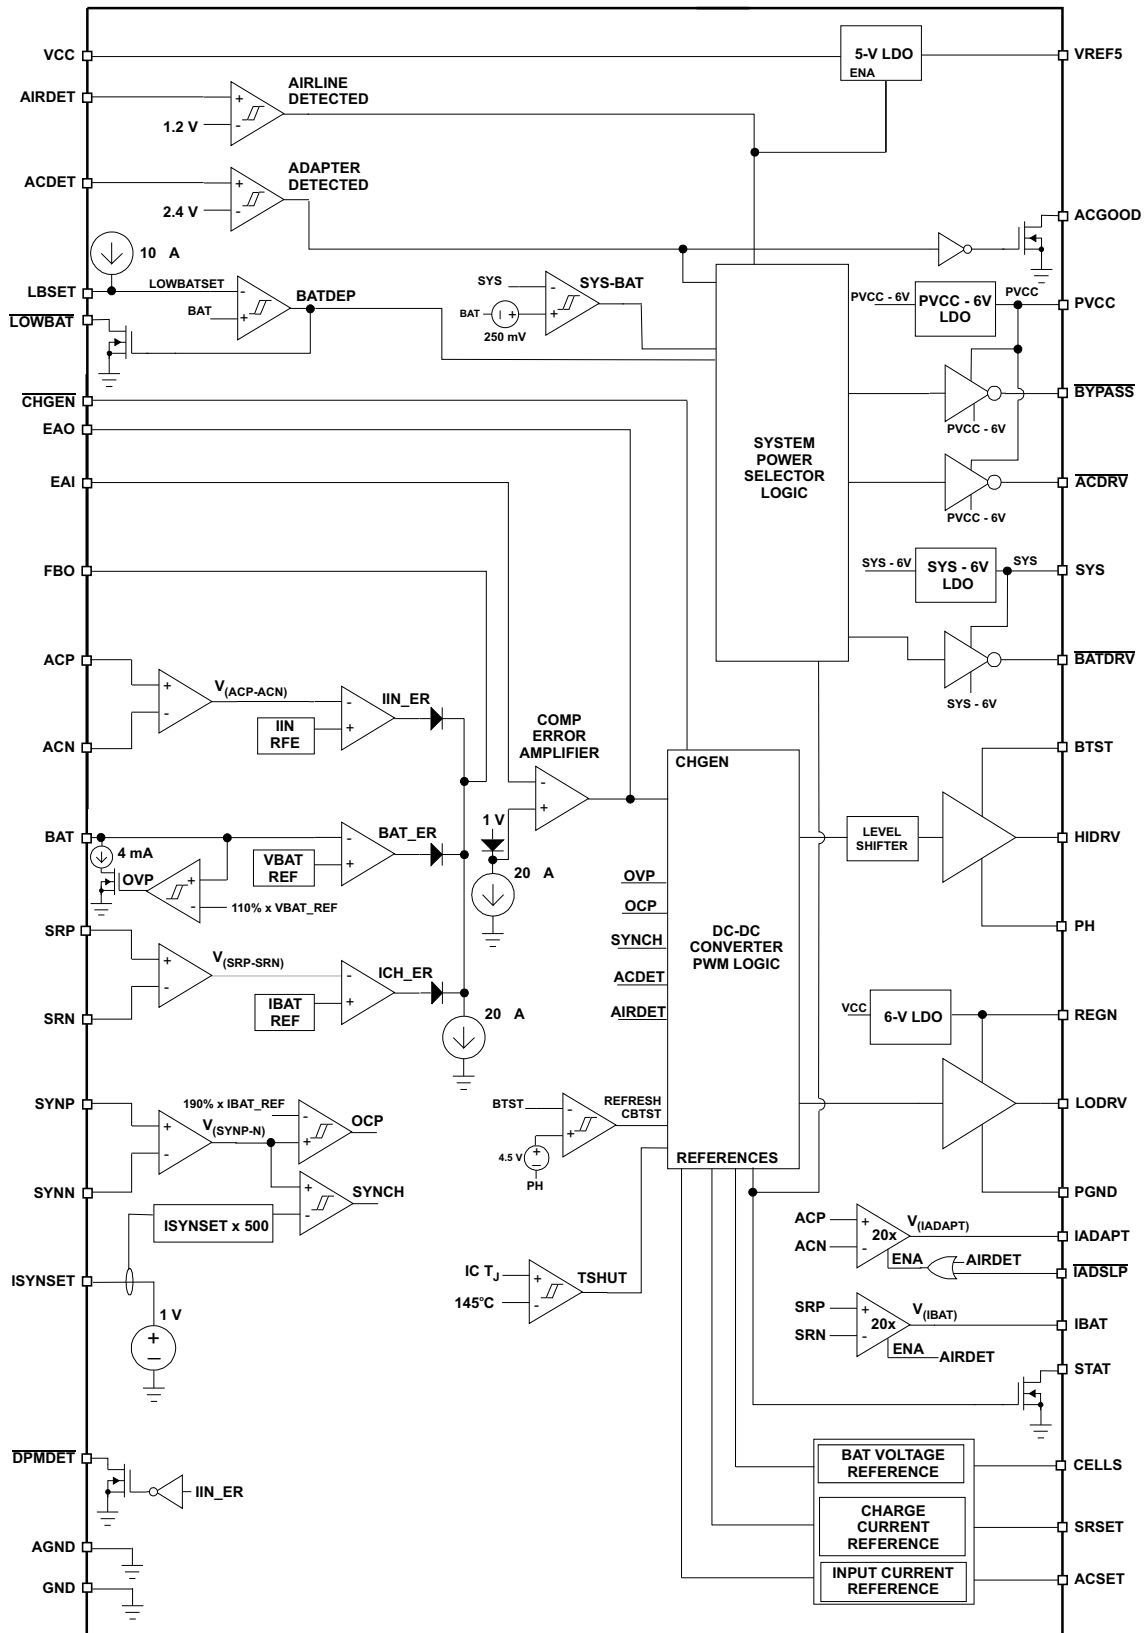 VCC
5-V LDO
ENA
VREF5
AIRDET
+
-
1.2 V
AIRLINE
DETECTED
ACDET
+
-
2.4 V
ADAPTER
DETECTED
ACGOOD
10 A
LBSET
LOWBATSET
-
+
BAT
BATDEP
LOWBAT
SYS
-
+
SYS-BAT
BAT
250 mV
PVCC - 6V
PVCC - 6V
LDO
PVCC
PVCC
BYPASS
PVCC - 6V
CHGEN
EAO
EAI
SYSTEM
POWER
SELECTOR
LOGIC
ACDRV
PVCC - 6V
FBO
SYS - 6V
SYS - 6V
LDO
SYS
SYS
BATDRV
SYS - 6V
ACP
+
-
V(ACP-ACN)
ACN
-
+
IIN_ER
IIN
RFE
COMP
ERROR
AMPLIFIER
-
+
CHGEN
BTST
BAT
4 mA
OVP
+
-
110% x VBAT_REF
-
+
BAT_ER
VBAT
REF
1 V
20 A
LEVEL
SHIFTER
HIDRV
PH
OVP
OCP
SYNCH
ACDET
AIRDET
DC-DC
CONVERTER
PWM LOGIC
SRP
+
-
V(SRP-SRN)
SRN
-
+
ICH_ER
IBAT
REF
20 A
VCC
6-V LDO
REGN
SYNP
+
-
V(SYNP-N)
SYNN
190% x IBAT_REF
-
+
OCP
+
-
SYNCH
ISYNSET x 500
BTST
-
+
REFRESH
CBTST
4.5 V
+
-
PH
REFERENCES
LODRV
PGND
ISYNSET
1 V
+
-
IC TJ
+
-
145°C
TSHUT
ACP
ACN
+
-
20x
V(IADAPT)
IADAPT
ENA
AIRDET
IADSLP
SRP
SRN
+
-
20x
V(IBAT)
IBAT
ENA
AIRDET
STAT
DPMDET
IIN_ER
AGND
GND
BAT VOLTAGE
REFERENCE
CELLS
CHARGE
CURRENT
REFERENCE
SRSET
INPUT CURRENT
REFERENCE
ACSET